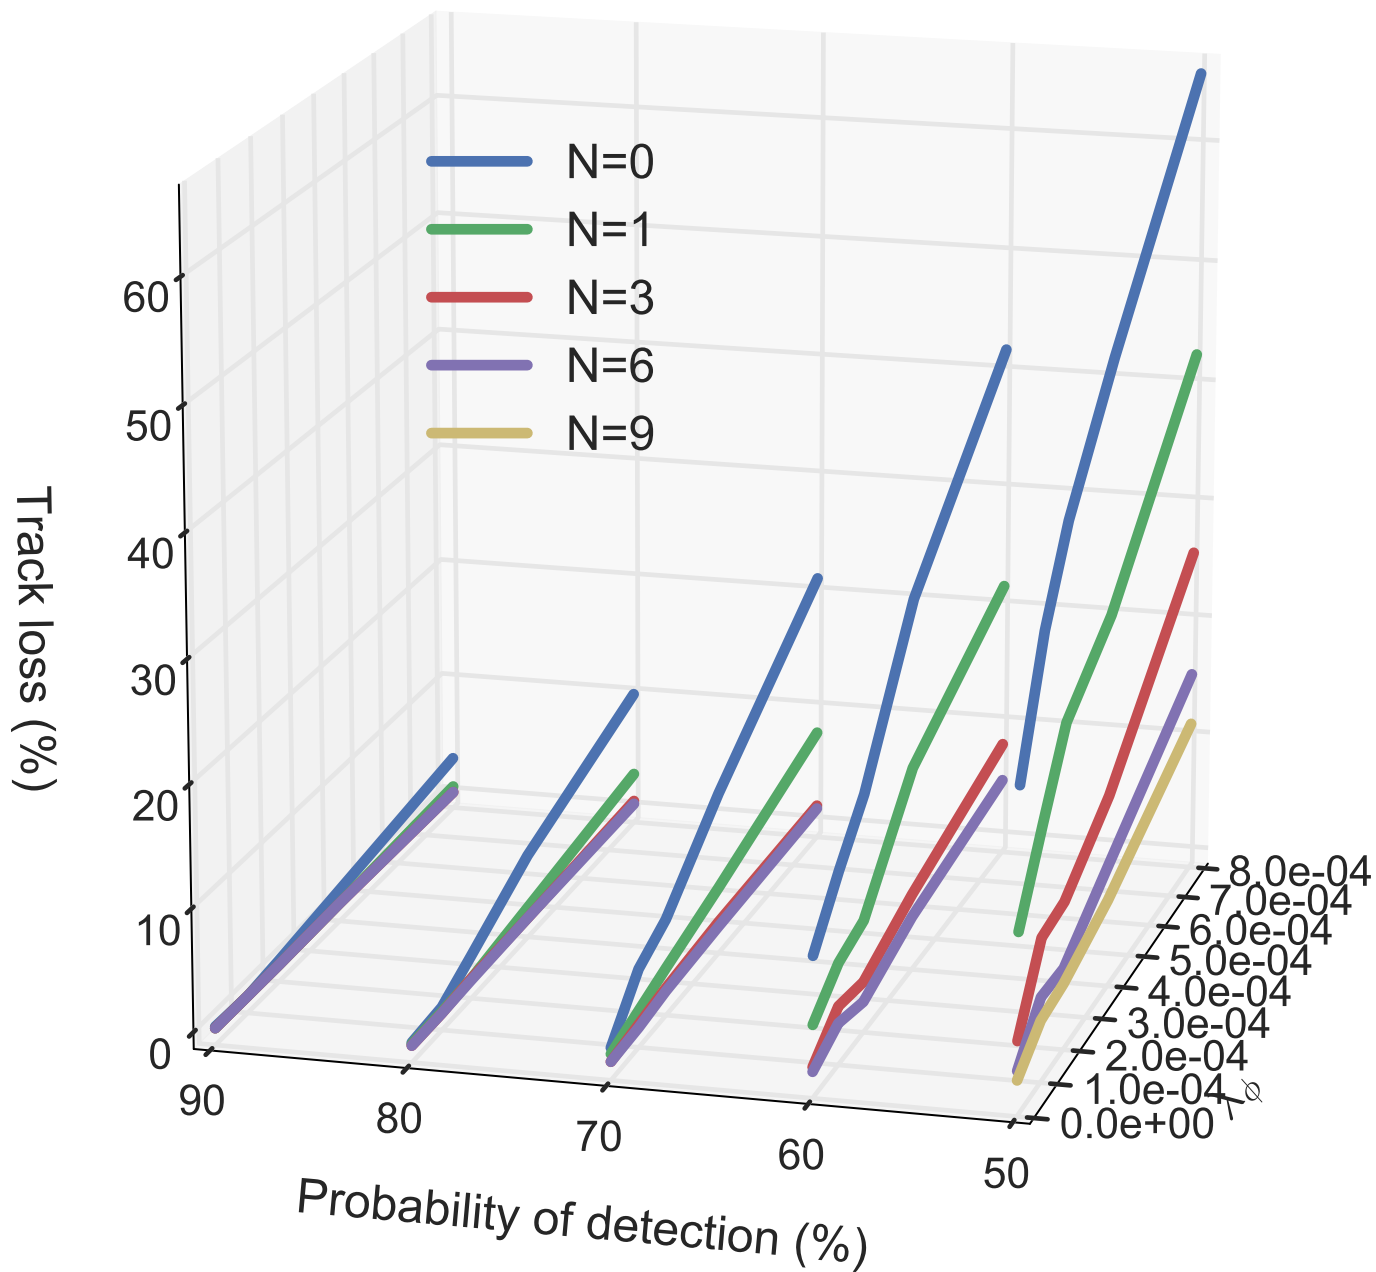 N=0
N=1
N=3
N=6
N=9
Track loss (%)
60
50
40
30
20
10
0
90
80
70
60
50
Probability of detection (%)
8.0e-04
7.0e-04
6.0e-04
5.0e-04
4.0e-04
3.0e-04
2.0e-04
1.0e-04
0.0e+00
λϕ